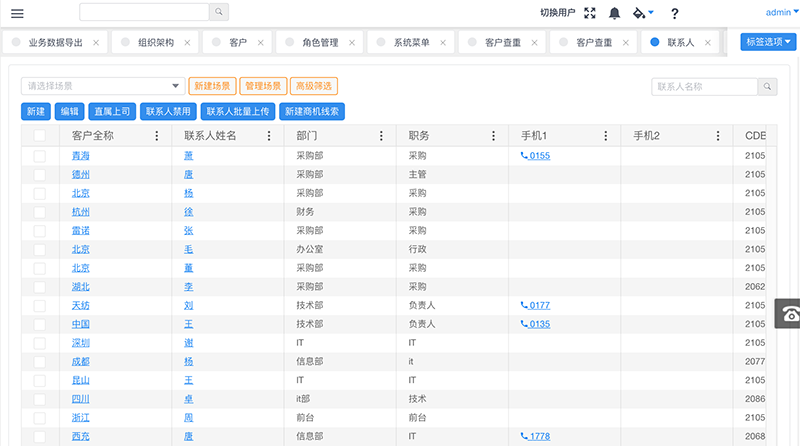 切换用户 admin
业务数据导出 组织架构 客户 角色管理 系统菜单 客户查重 客户查重 联系人 标签选项
请选择场景 新建场景 管理场景 高级筛选 联系人名称
新建 编辑 直属上司 联系人禁用 联系人批量上传 新建商机线索
客户全称 联系人姓名 部门 职务 手机1 手机2 CDE
青海 萧 采购部 采购 0155 2105
德州 唐 采购部 主管 2105
北京 杨 采购部 采购 2105
杭州 徐 财务 采购 2105
雷诺 张 采购部 采购 2105
北京 毛 办公室 行政 2105
北京 董 采购部 采购 2105
湖北 李 采购部 采购 2062
天纺 刘 技术部 负责人 0177 2105
中国 王 技术部 负责人 0135 2105
深圳 谢 IT IT 2105
成都 杨 信息部 it 2077
昆山 王 IT IT 2105
四川 卓 it部 技术 2086
浙江 周 前台 前台 2105
西充 唐 信息部 IT 1778 2068